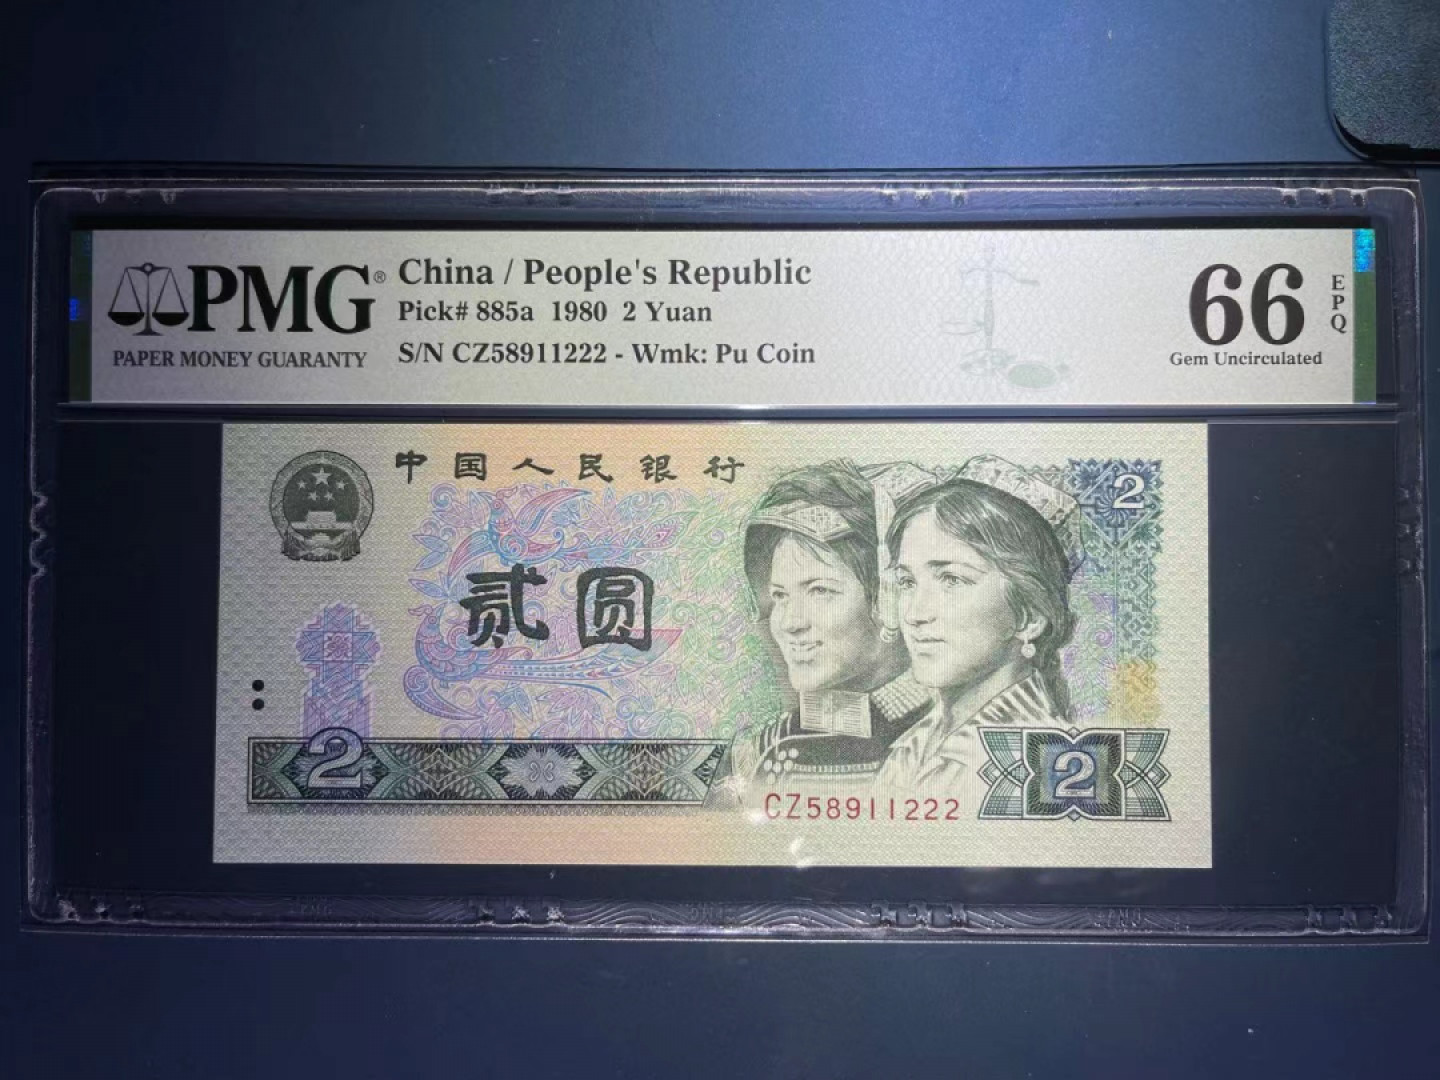 PMG®
PAPER MONEY GUARANTY
China / People's Republic
Pick# 885a 1980 2 Yuan
S/N CZ58911222 - Wmk: Pu Coin
66
EPQ
Gem Uncirculated
中国人民银行
2
贰圆
2
2
CZ58911222